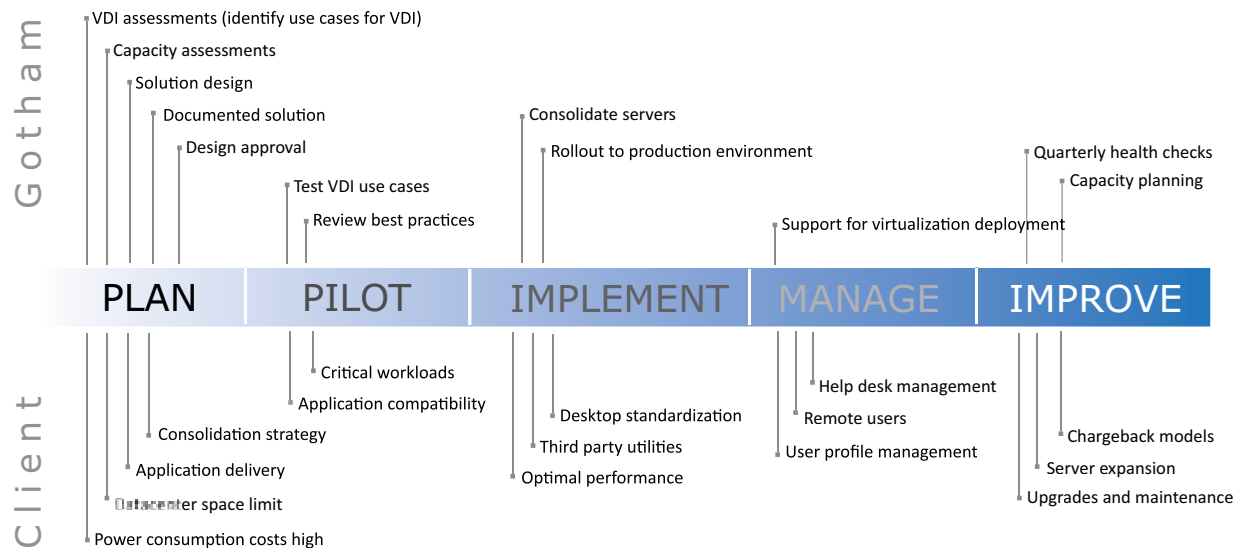 Gotham
VDI assessments (identify use cases for VDI)
Capacity assessments
Solution design
Documented solution
Design approval
Test VDI use cases
Review best practices
Consolidate servers
Rollout to production environment
Support for virtualization deployment
Quarterly health checks
Capacity planning
PLAN
PILOT
IMPLEMENT
MANAGE
IMPROVE
Client
Consolidation strategy
Application delivery
space limit
Power consumption costs high
Critical workloads
Application compatibility
Desktop standardization
Third party utilities
Optimal performance
Help desk management
Remote users
User profile management
Chargeback models
Server expansion
Upgrades and maintenance